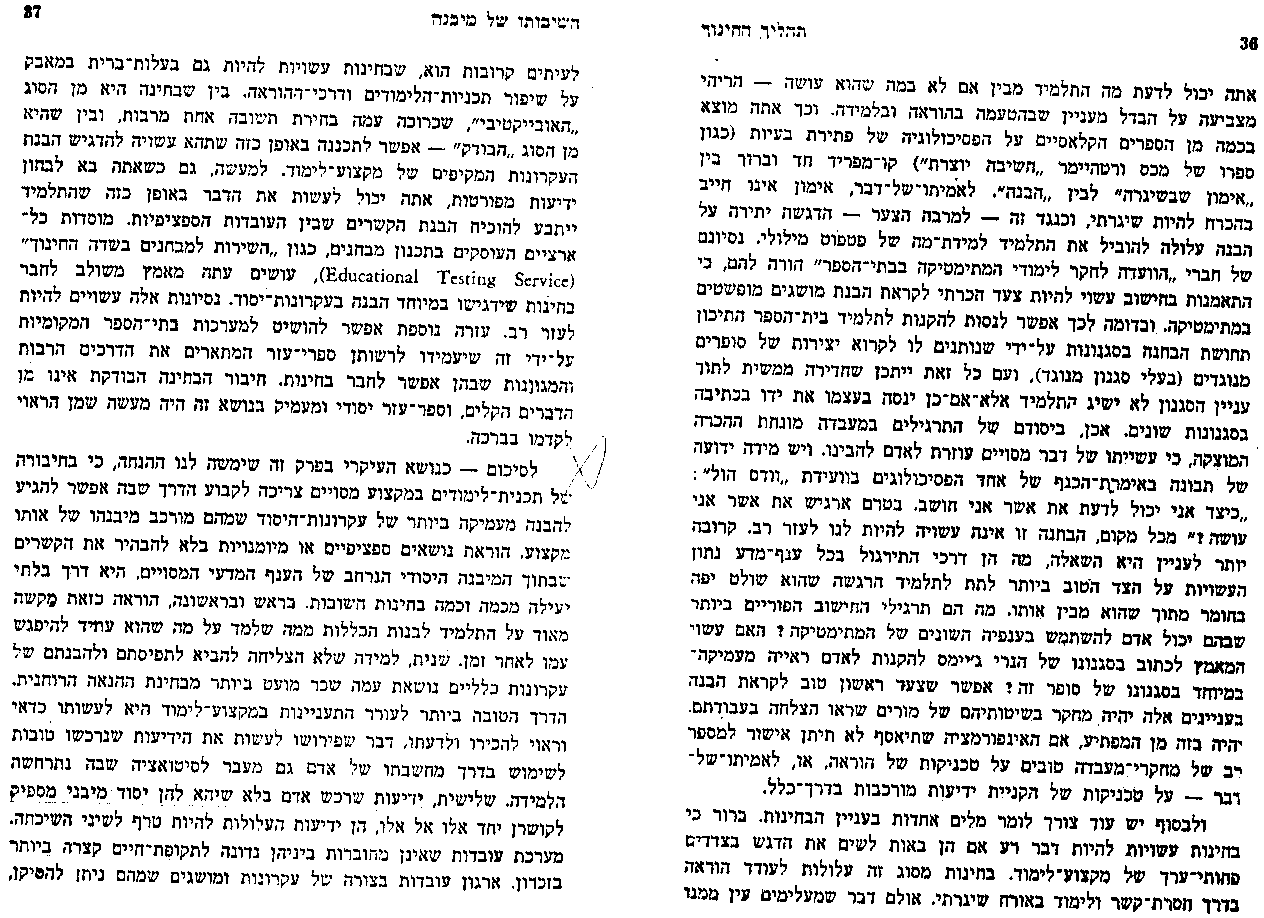 תהליך החינוך
36
אתה יכול לדעת מה התלמיד מבין אם לא במה שהוא עושה — הריהי
מצביעה על הבדל מעניין שבהטעמה בהוראה ובלמידה. וכך אתה מוצא
בכמה מן הספרים הקלאסיים על הפסיכולוגיה של פתירת בעיות (כגון
ספרו של מכס ורטהיימר „חשיבה יוצרת") קו־מפריד חד וברור בין
„אימון שבשיגרה" לבין „הבנה". לאמיתו־של־דבר, אימון אינו חייב
בהכרח להיות שיגרתי, וכנגד זה — למרבה הצער — הדגשה יתירה על
הבנה עלולה להוביל את התלמיד למידת־מה של פטפוט מילולי. נסיונם
של חברי „הוועדה לחקר לימודי המתימטיקה בבתי־הספר" הורה להם, כי
התאמנות בחישוב עשוי להיות צעד הכרתי לקראת הבנת מושגים מופשטים
במתימטיקה. ובדומה לכך אפשר לנסות להקנות לתלמיד בית־הספר התיכון
תחושת הבחנה בסגנונות על־ידי שנותנים לו לקרוא יצירות של סופרים
מנוגדים (בעלי סגנון מנוגד), ועם כל זאת ייתכן שחדירה ממשית לתוך
עניין הסגנון לא ישיג התלמיד אלא־אם־כן ינסה בעצמו את ידו בכתיבה
בסגנונות שונים. אכן, ביסודם של התרגילים במעבדה מונחת ההכרה
המוצקה, כי עשייתו של דבר מסויים עוזרת לאדם להבינו. ויש מידה ידועה
של תבונה באימרת־הכנף של אחד הפסיכולוגים בוועידת „וודס הול":
„כיצד אני יכול לדעת את אשר אני חושב, בטרם ארגיש את אשר אני
עושה?" מכל מקום, הבחנה זו אינה עשויה להיות לנו לעזר רב. קרובה
יותר לעניין היא השאלה, מה הן דרכי התירגול בכל ענף־מדע נתון
העשויות על הצד הטוב ביותר לתת לתלמיד הרגשה שהוא שולט יפה
בחומר מתוך שהוא מבין אותו. מה הם תרגילי החישוב הפוריים ביותר
שבהם יכול אדם להשתמש בענפיה השונים של המתימטיקה? האם עשוי
המאמץ לכתוב בסגנונו של הנרי ג'יימס להקנות לאדם ראייה מעמיקה־
במיוחד בסגנונו של סופר זה? אפשר שצעד ראשון טוב לקראת הבנה
בעניינים אלה יהיה מחקר בשיטותיהם של מורים שראו הצלחה בעבודתם.
יהיה בזה מן המפתיע, אם האינפורמציה שתיאסף לא תיתן אישור למספר
רב של מחקרי־מעבדה טובים על טכניקות של הוראה, או, לאמיתו־של־
דבר — על טכניקות של הקניית ידיעות מורכבות בדרך־כלל.
ולבסוף יש עוד צורך לומר מלים אחדות בעניין הבחינות. ברור כי
בחינות עשויות להיות דבר רע אם הן באות לשים את הדגש בצדדים
פחותי־ערך של מקצוע־לימוד. בחינות מסוג זה עלולות לעודד הוראה
בדרך חסרת־קשר ולימוד באורח שיגרתי. אולם דבר שמעלימים עין ממנו
חשיבותו של מיבנה
37
לעיתים קרובות הוא, שבחינות עשויות להיות גם בעלות־ברית במאבק
על שיפור תכניות־הלימודים ודרכי־ההוראה. בין שבחינה היא מן הסוג
„האובייקטיבי", שכרוכה עמה בחירת תשובה אחת מרבות, ובין שהיא
מן הסוג „הבודק" — אפשר לתכננה באופן כזה שתהא עשויה להדגיש הבנת
העקרונות המקיפים של מקצוע־לימוד. למעשה, גם כשאתה בא לבחון
ידיעות מפורטות, אתה יכול לעשות את הדבר באופן כזה שהתלמיד
ייתבע להוכיח הבנת הקשרים שבין העובדות הספציפיות. מוסדות כל־
ארציים העוסקים בתכנון מבחנים, כגון „השירות למבחנים בשדה החינוך"
(Educational Testing Service), עושים עתה מאמץ משולב לחבר
בחינות שידגישו במיוחד הבנה בעקרונות־יסוד. נסיונות אלה עשויים להיות
לעזר רב. עזרה נוספת אפשר להושיט למערכות בתי־הספר המקומיות
על־ידי זה שיעמידו לרשותן ספרי־עזר המתארים את הדרכים הרבות
והמגוונות שבהן אפשר לחבר בחינות. חיבור הבחינה הבודקת אינו מן
הדברים הקלים, וספר־עזר יסודי ומעמיק בנושא זה היה מעשה שמן הראוי
לקדמו בברכה.
לסיכום — כנושא העיקרי בפרק זה שימשה לנו ההנחה, כי בחיבורה
של תכנית־לימודים במקצוע מסויים צריכה לקבוע הדרך שבה אפשר להגיע
להבנה מעמיקה ביותר של עקרונות־היסוד שמהם מורכב מיבנהו של אותו
מקצוע. הוראת נושאים ספציפיים או מיומנויות בלא להבהיר את הקשרים
שבתוך המיבנה היסודי הנרחב של הענף המדעי המסויים, היא דרך בלתי
יעילה מכמה וכמה בחינות חשובות. בראש ובראשונה, הוראה כזאת מקשה
מאוד על התלמיד לבנות הכללות ממה שלמד על מה שהוא עתיד להיפגש
עמו לאחר זמן. שנית, למידה שלא הצליחה להביא לתפיסתם ולהבנתם של
עקרונות כלליים נושאת עמה שכר מועט ביותר מבחינת ההנאה הרוחנית.
הדרך הטובה ביותר לעורר התעניינות במקצוע־לימוד היא לעשותו כדאי
וראוי להכירו ולדעתו, דבר שפירושו לעשות את הידיעות שנרכשו טובות
לשימוש בדרך מחשבתו של אדם גם מעבר לסיטואציה שבה נתרחשה
הלמידה. שלישית, ידיעות שרכש אדם בלא שיהא להן יסוד מיבני מספיק
לקושרן יחד אלו אל אלו, הן ידיעות העלולות להיות טרף לשיני השיכחה.
מערכת עובדות שאינן מחוברות ביניהן נדונה לתקופת־חיים קצרה ביותר
בזכרון. ארגון עובדות בצורה של עקרונות ומושגים שמהם ניתן להסיקן,